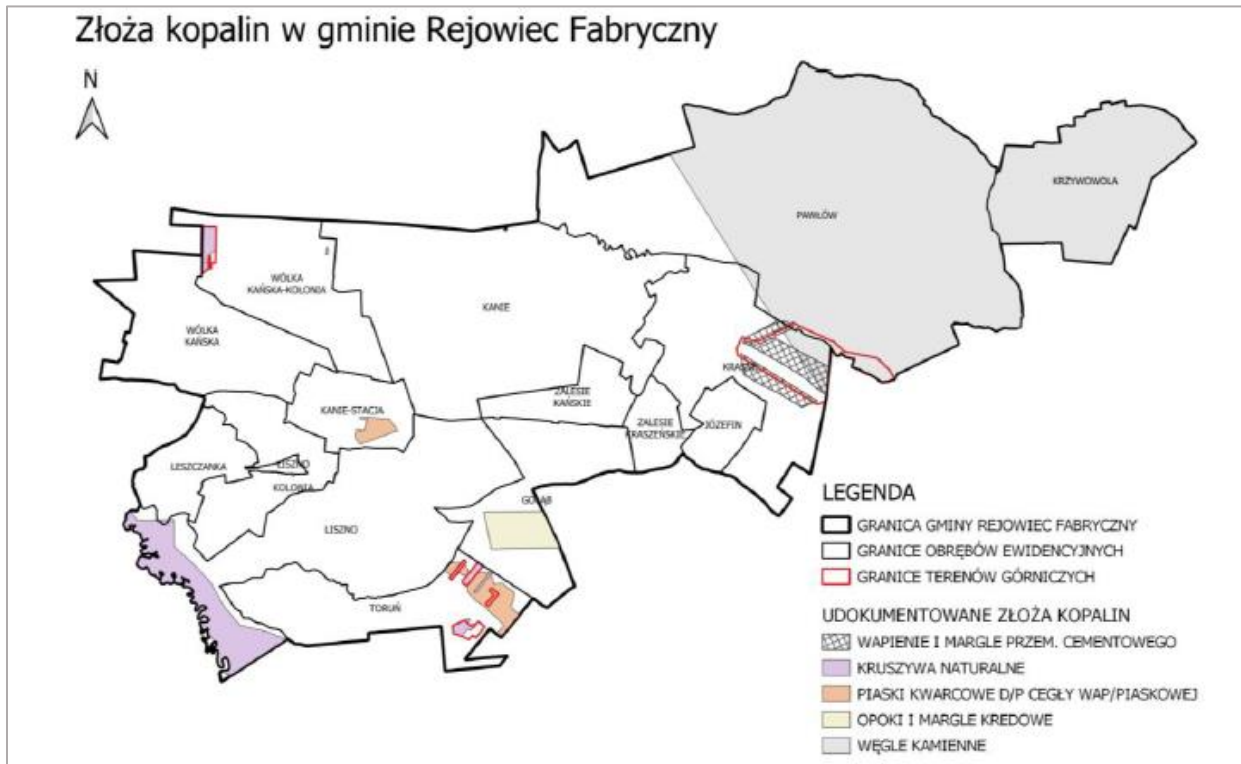 Złoża kopalin w gminie Rejowiec Fabryczny
N
KRZYWOWOLA
PAWŁÓW
WÓLKA
KAŃSKA-KOLONIA
KANIE
WÓLKA
KAŃSKA
ZALESIE
KAŃSKIE
KANIE-STACJA
ZALESIE
KRASZEŃSKIE
JÓZEFIN
LESZCZANKA
LISZNO
KOLONIA
LISZNO
TORUŃ
LEGENDA
GRANICA GMINY REJOWIEC FABRYCZNY
GRANICE OBRĘBÓW EWIDENCYJNYCH
GRANICE TERENÓW GÓRNICZYCH
UDOKUMENTOWANE ZŁOŻA KOPALIN
WAPIENIE I MARGLE PRZEM. CEMENTOWEGO
KRUSZYWA NATURALNE
PIASKI KWARCOWE D/P CEGŁY WAP/PIASKOWEJ
OPOKI I MARGLE KREDOWE
WĘGLE KAMIENNE